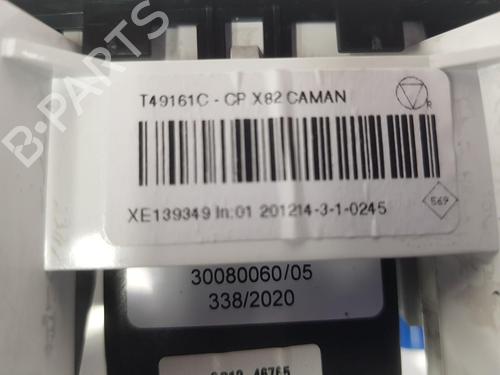 B-PARTS
T49161C - CP X82 CAMAN
R
XE139349 In:01 201214-3-1-0245
569
30080060/05
338/2020